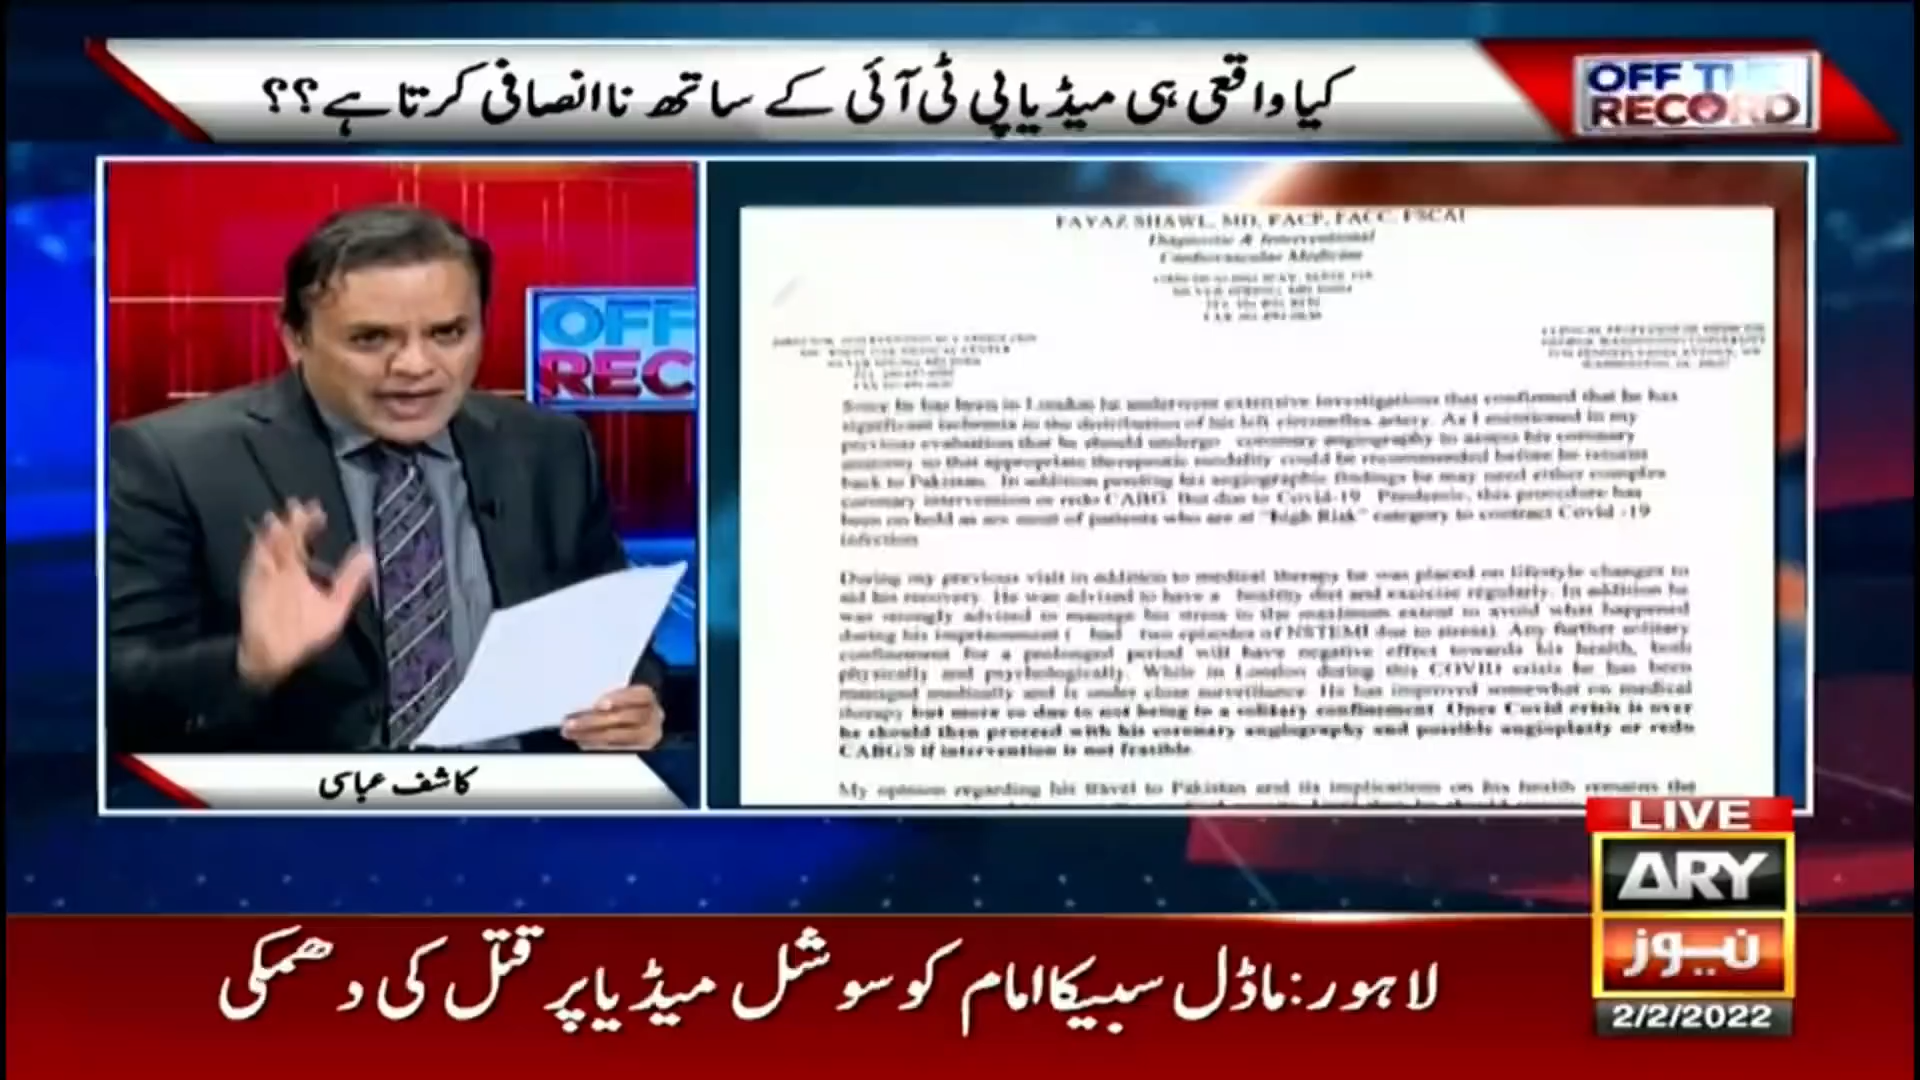 کیا واقعی ہی میڈیا پی ٹی آئی کے ساتھ ناانصافی کرتا ہے؟؟
OFF THE
RECORD
OFF
REC
کاشف عباسی
FAYAZ SHAWL, MD, FACP, FACC, FSCAI
Diagnostic & Interventional
Cardiovascular Medicine
Since he has been in London he underwent extensive investigations that confirmed that he has
significant ischemia in the distribution of his left circumflex artery. As I mentioned in my
previous evaluation that he should undergo coronary angiography to assess his coronary
anatomy so that appropriate therapeutic modality could be recommended before he returns
back to Pakistan. In addition pending his angiographic findings he may need either complex
coronary intervention or redo CABG. But due to Covid-19 Pandemic, this procedure has
been on hold as are most of patients who are at "high Risk" category to contract Covid -19
infection
During my previous visit in addition to medical therapy he was placed on lifestyle changes to
aid his recovery. He was advised to have a healthy diet and exercise regularly. In addition he
was strongly advised to manage his stress to the maximum extent to avoid what happened
during his imprisonment ( had two episodes of NSTEMI due to stress). Any further solitary
confinement for a prolonged period will have negative effect towards his health, both
physically and psychologically. While in London during this COVID crisis he has been
managed medically and is under close surveillance. He has improved somewhat on medical
therapy but more so due to not being in a solitary confinement. Once Covid crisis is over
he should then proceed with his coronary angiography and possible angioplasty or redo
CABGS if intervention is not feasible.
My opinion regarding his travel to Pakistan and its implications on his health remains the
LIVE
ARY
نیوز
2/2/2022
لاہور: ماڈل سبیکا امام کو سوشل میڈیا پر قتل کی دھمکی